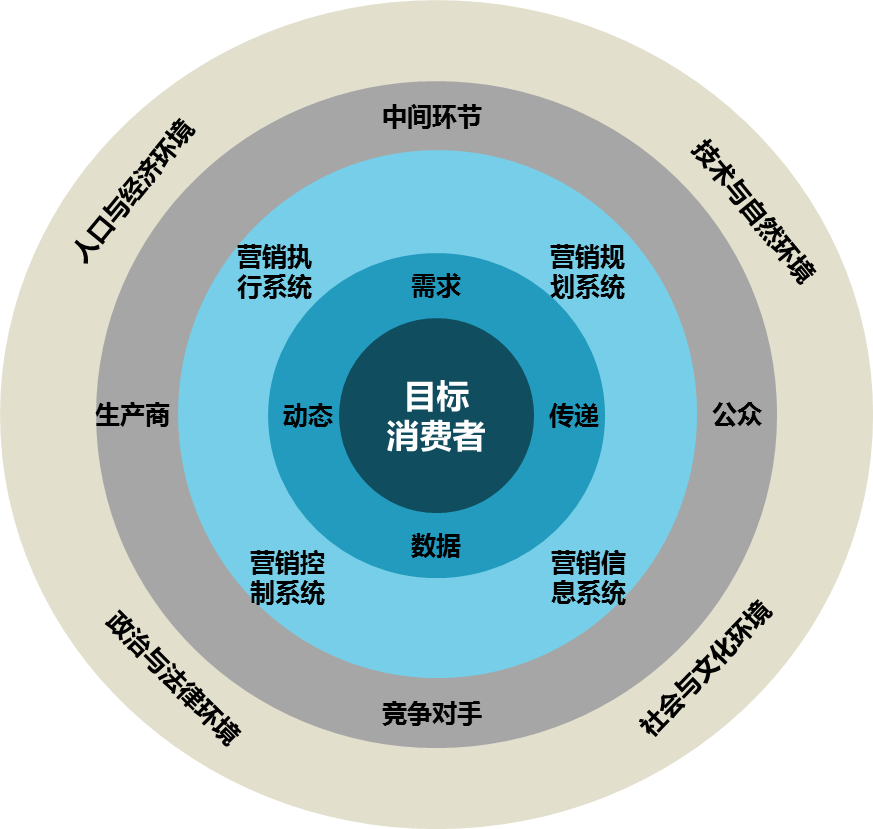 中间环节
人口与经济环境
技术与自然环境
营销执
行系统
营销规
划系统
需求
生产商
动态
目标
消费者
传递
公众
数据
营销控
制系统
营销信
息系统
政治与法律环境
社会与文化环境
竞争对手